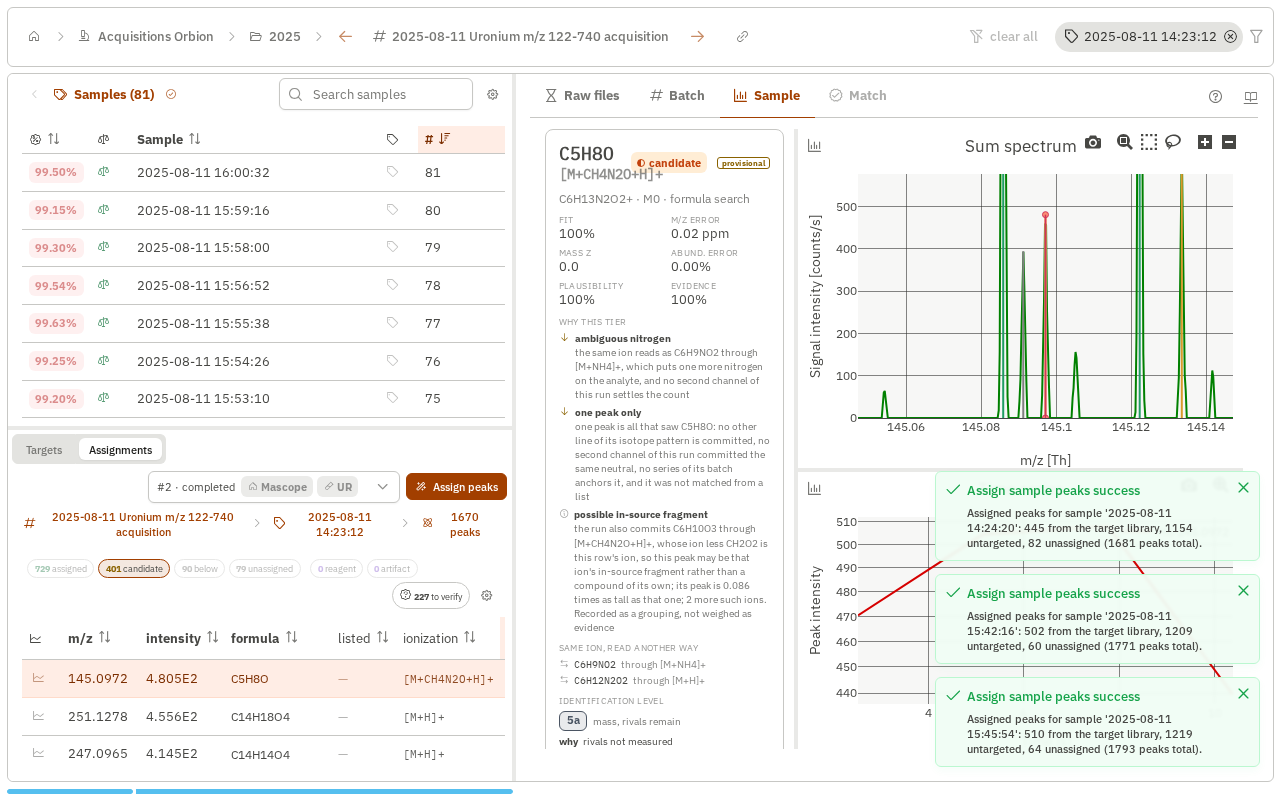 Acquisitions Orbion
2025
2025-08-11 Uronium m/z 122-740 acquisition
clear all
2025-08-11 14:23:12
Samples (81)
Search samples
Sample
#
99.50% 2025-08-11 16:00:32 81
99.15% 2025-08-11 15:59:16 80
99.30% 2025-08-11 15:58:00 79
99.54% 2025-08-11 15:56:52 78
99.63% 2025-08-11 15:55:38 77
99.25% 2025-08-11 15:54:26 76
99.20% 2025-08-11 15:53:10 75
Targets
Assignments
#2 · completed Mascope UR
Assign peaks
2025-08-11 Uronium m/z 122-740
acquisition
2025-08-11
14:23:12
1670
peaks
729 assigned
401 candidate
90 below
79 unassigned
0 reagent
0 artifact
227 to verify
m/z intensity formula listed ionization
145.0972 4.805E2 C5H8O — [M+CH4N2O+H]+
251.1278 4.556E2 C14H18O4 — [M+H]+
247.0965 4.145E2 C14H14O4 — [M+H]+
Raw files
Batch
Sample
Match
C5H8O
[M+CH4N2O+H]+
candidate
provisional
C6H13N2O2+ · M0 · formula search
FIT M/Z ERROR
100% 0.02 ppm
MASS Z ABUND. ERROR
0.0 0.00%
PLAUSIBILITY EVIDENCE
100% 100%
WHY THIS TIER
ambiguous nitrogen
the same ion reads as C6H9NO2 through
[M+NH4]+, which puts one more nitrogen
on the analyte, and no second channel of
this run settles the count
one peak only
one peak is all that saw C5H8O: no other
line of its isotope pattern is committed, no
second channel of this run committed the
same neutral, no series of its batch
anchors it, and it was not matched from a
list
possible in-source fragment
the run also commits C6H10O3 through
[M+CH4N2O+H]+, whose ion less CH2O2 is
this row's ion, so this peak may be that
ion's in-source fragment rather than a
compound of its own; its peak is 0.086
times as tall as that one; 2 more such ions.
Recorded as a grouping, not weighed as
evidence
SAME ION, READ ANOTHER WAY
C6H9NO2 through [M+NH4]+
C6H12N2O2 through [M+H]+
IDENTIFICATION LEVEL
5a mass, rivals remain
why rivals not measured
Sum spectrum
Signal intensity [counts/s]
500
400
300
200
100
0
145.06 145.08 145.1 145.12 145.14
m/z [Th]
Peak intensity
510
500
490
480
470
460
450
440
4
Assign sample peaks success
Assigned peaks for sample '2025-08-11
14:24:20': 445 from the target library, 1154
untargeted, 82 unassigned (1681 peaks total).
Assign sample peaks success
Assigned peaks for sample '2025-08-11
15:42:16': 502 from the target library, 1209
untargeted, 60 unassigned (1771 peaks total).
Assign sample peaks success
Assigned peaks for sample '2025-08-11
15:45:54': 510 from the target library, 1219
untargeted, 64 unassigned (1793 peaks total).